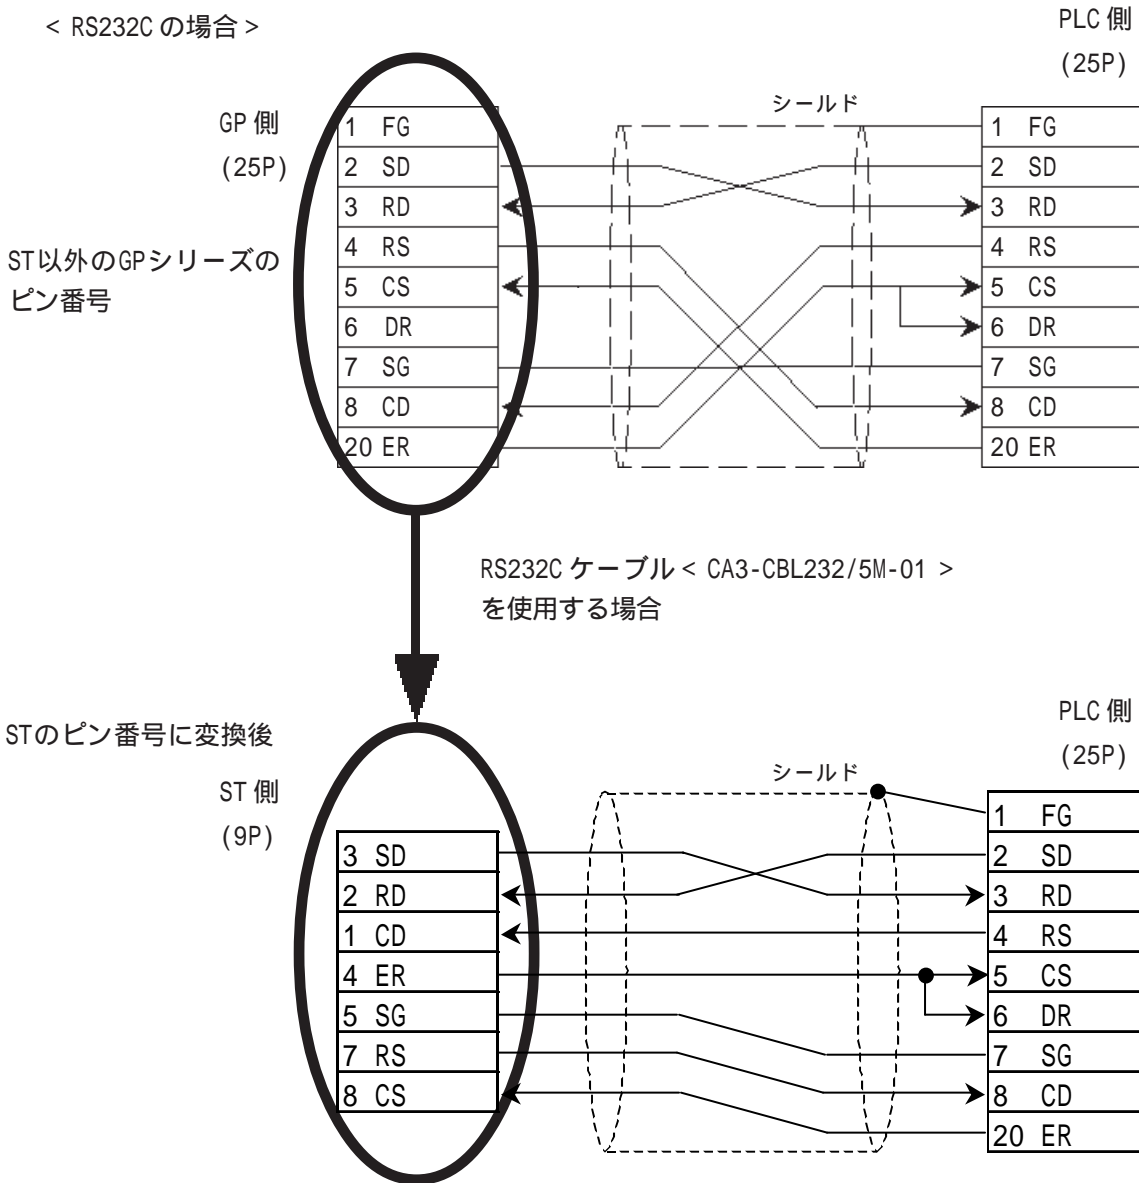 < RS232C の場合 >
PLC 側
(25P)
GP 側
(25P)
シールド
ST以外のGPシリーズの
ピン番号
1 FG
2 SD
3 RD
4 RS
5 CS
6 DR
7 SG
8 CD
20 ER
1 FG
2 SD
3 RD
4 RS
5 CS
6 DR
7 SG
8 CD
20 ER
RS232C ケーブル < CA3-CBL232/5M-01 >
を使用する場合
STのピン番号に変換後
PLC 側
(25P)
ST 側
(9P)
シールド
3 SD
2 RD
1 CD
4 ER
5 SG
7 RS
8 CS
1 FG
2 SD
3 RD
4 RS
5 CS
6 DR
7 SG
8 CD
20 ER